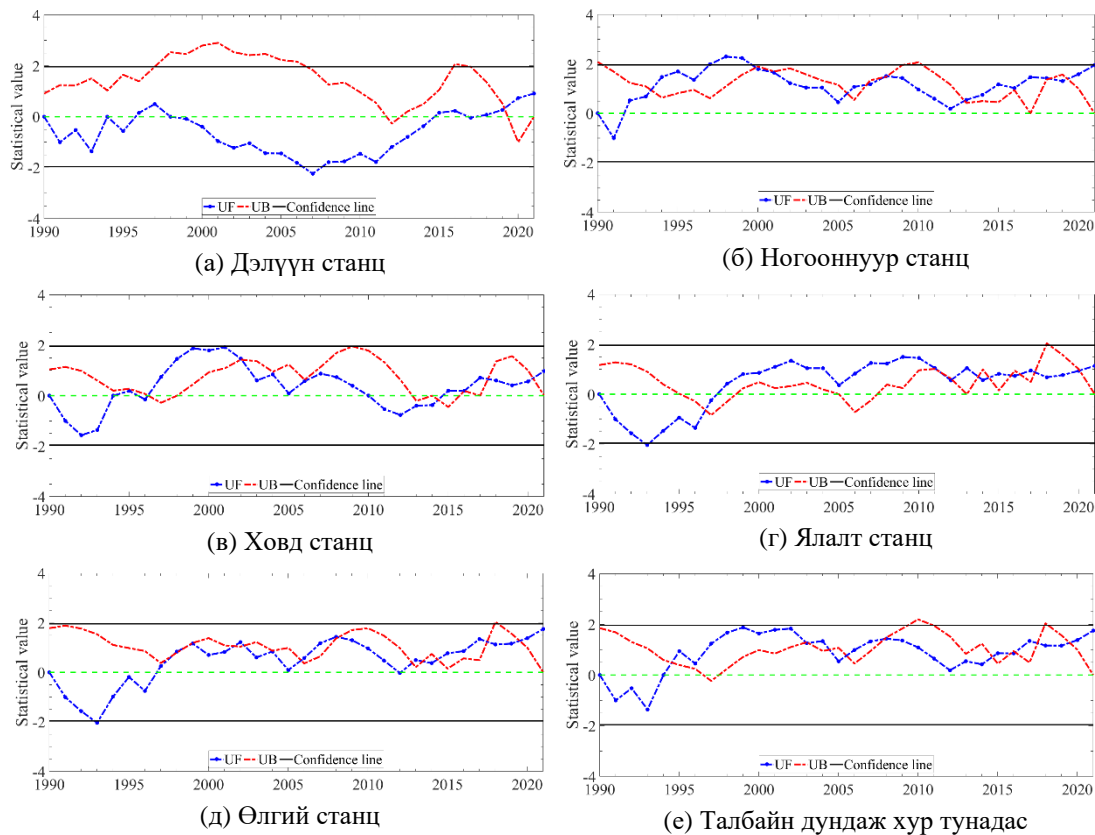 4
2
0
-2
-4
Statistical value
UF UB Confidence line
1990 1995 2000 2005 2010 2015 2020
(а) Дэлүүн станц
4
2
0
-2
-4
Statistical value
UF UB Confidence line
1990 1995 2000 2005 2010 2015 2020
(б) Ногооннуур станц
4
2
0
-2
-4
Statistical value
UF UB Confidence line
1990 1995 2000 2005 2010 2015 2020
(в) Ховд станц
4
2
0
-2
-4
Statistical value
UF UB Confidence line
1990 1995 2000 2005 2010 2015 2020
(г) Ялалт станц
4
2
0
-2
-4
Statistical value
UF UB Confidence line
1990 1995 2000 2005 2010 2015 2020
(д) Өлгий станц
4
2
0
-2
-4
Statistical value
UF UB Confidence line
1990 1995 2000 2005 2010 2015 2020
(е) Талбайн дундаж хур тунадас